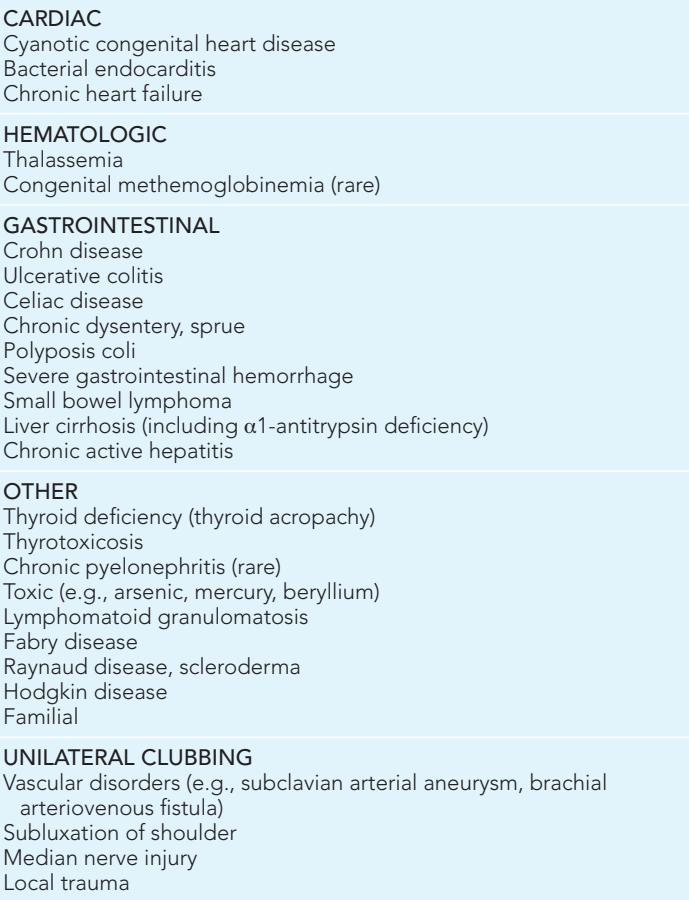 CARDIAC
Cyanotic congenital heart disease
Bacterial endocarditis
Chronic heart failure
HEMATOLOGIC
Thalassemia
Congenital methemoglobinemia (rare)
GASTROINTESTINAL
Crohn disease
Ulcerative colitis
Celiac disease
Chronic dysentery, sprue
Polyposis coli
Severe gastrointestinal hemorrhage
Small bowel lymphoma
Liver cirrhosis (including α1-antitrypsin deficiency)
Chronic active hepatitis
OTHER
Thyroid deficiency (thyroid acropachy)
Thyrotoxicosis
Chronic pyelonephritis (rare)
Toxic (e.g., arsenic, mercury, beryllium)
Lymphomatoid granulomatosis
Fabry disease
Raynaud disease, scleroderma
Hodgkin disease
Familial
UNILATERAL CLUBBING
Vascular disorders (e.g., subclavian arterial aneurysm, brachial
arteriovenous fistula)
Subluxation of shoulder
Median nerve injury
Local trauma